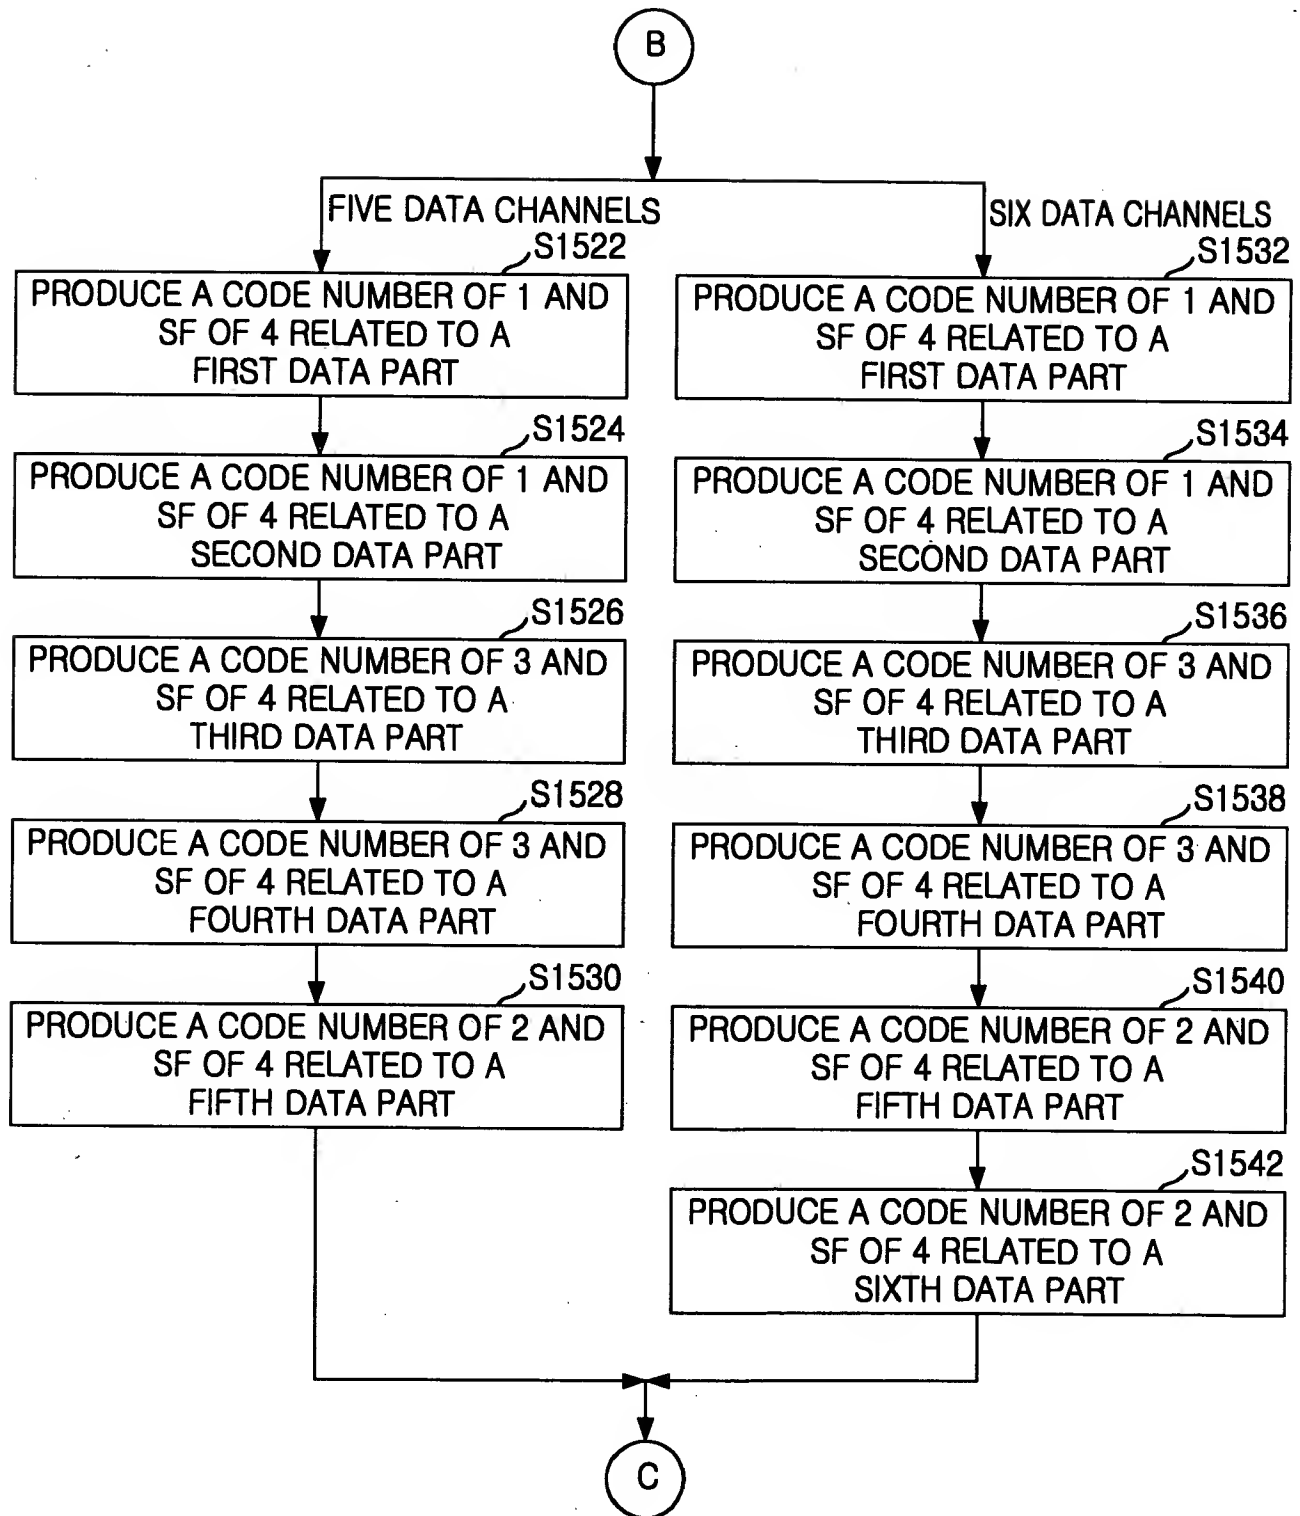 B
FIVE DATA CHANNELS
S1522
PRODUCE A CODE NUMBER OF 1 AND
SF OF 4 RELATED TO A
FIRST DATA PART
S1524
PRODUCE A CODE NUMBER OF 1 AND
SF OF 4 RELATED TO A
SECOND DATA PART
S1526
PRODUCE A CODE NUMBER OF 3 AND
SF OF 4 RELATED TO A
THIRD DATA PART
S1528
PRODUCE A CODE NUMBER OF 3 AND
SF OF 4 RELATED TO A
FOURTH DATA PART
S1530
PRODUCE A CODE NUMBER OF 2 AND
SF OF 4 RELATED TO A
FIFTH DATA PART
SIX DATA CHANNELS
S1532
PRODUCE A CODE NUMBER OF 1 AND
SF OF 4 RELATED TO A
FIRST DATA PART
S1534
PRODUCE A CODE NUMBER OF 1 AND
SF OF 4 RELATED TO A
SECOND DATA PART
S1536
PRODUCE A CODE NUMBER OF 3 AND
SF OF 4 RELATED TO A
THIRD DATA PART
S1538
PRODUCE A CODE NUMBER OF 3 AND
SF OF 4 RELATED TO A
FOURTH DATA PART
S1540
PRODUCE A CODE NUMBER OF 2 AND
SF OF 4 RELATED TO A
FIFTH DATA PART
S1542
PRODUCE A CODE NUMBER OF 2 AND
SF OF 4 RELATED TO A
SIXTH DATA PART
C